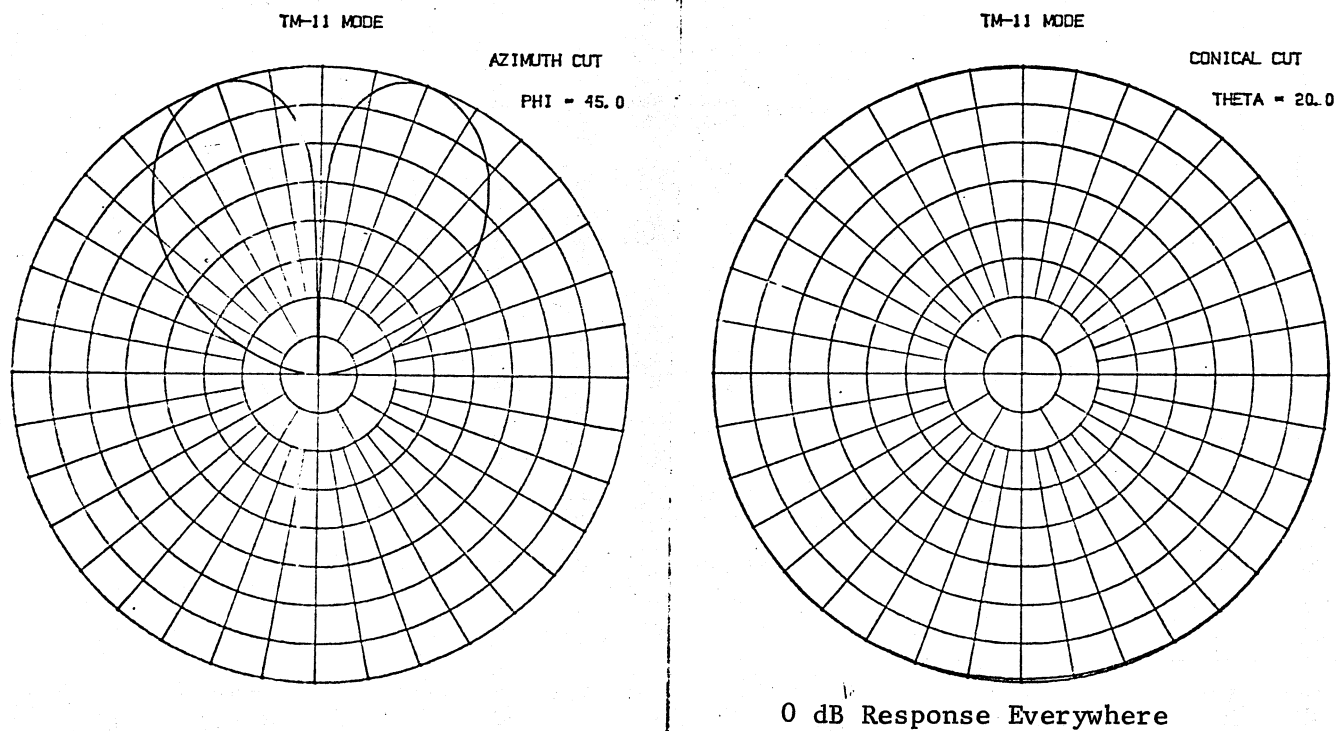 TM-11 MODE
AZIMUTH CUT
PHI = 45.0
TM-11 MODE
CONICAL CUT
THETA = 20.0
0 dB Response Everywhere